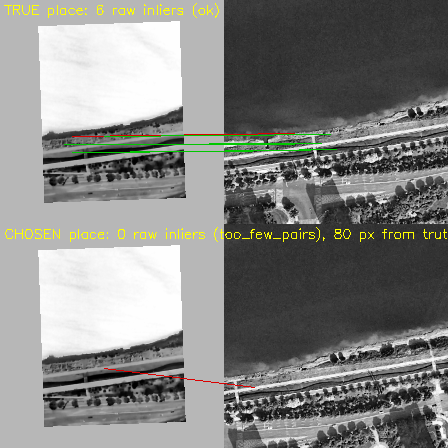 TRUE place: 6 raw inliers (ok)
CHOSEN place: 0 raw inliers (too_few_pairs), 80 px from trut